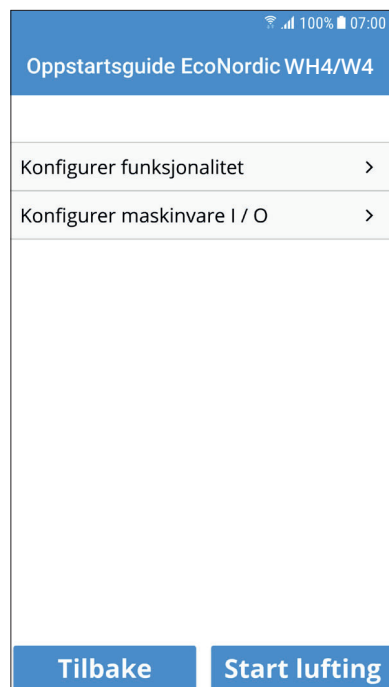 100% 07:00
Oppstartsguide EcoNordic WH4/W4
Konfigurer funksjonalitet
Konfigurer maskinvare I / O
Tilbake
Start lufting